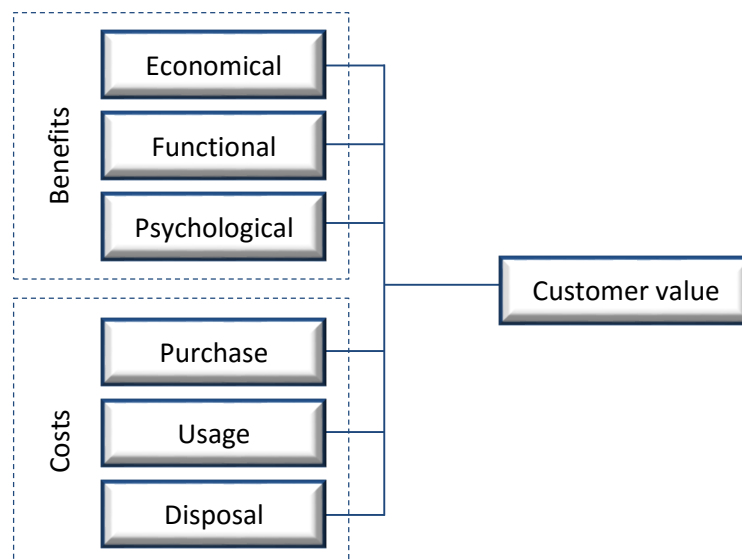 Benefits
Economical
Functional
Psychological
Customer value
Costs
Purchase
Usage
Disposal